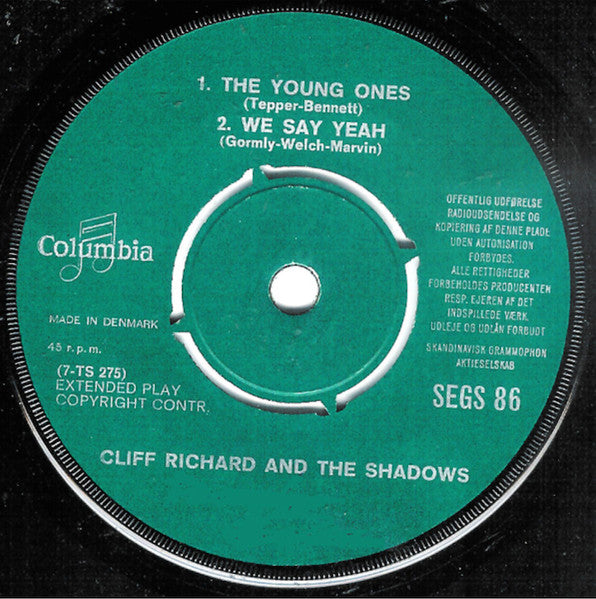 1. THE YOUNG ONES
(Tepper-Bennett)
2. WE SAY YEAH
(Gormly-Welch-Marvin)
Columbia
MADE IN DENMARK
45 r.p.m.
(7-TS 275)
EXTENDED PLAY
COPYRIGHT CONTR.
OFFENTLIG UDFØRELSE
RADIOUDSENDELSE OG
KOPIERING AF DENNE PLADE
UDEN AUTORISATION
FORBYDES.
ALLE RETTIGHEDER
FORBEHOLDES PRODUCENTEN
RESP. EJEREN AF DET
INDSPILLEDE VÆRK.
UDLEJE OG UDLÅN FORBUDT
SKANDINAVISK GRAMMOPHON
AKTIESELSKAB
SEGS 86
CLIFF RICHARD AND THE SHADOWS